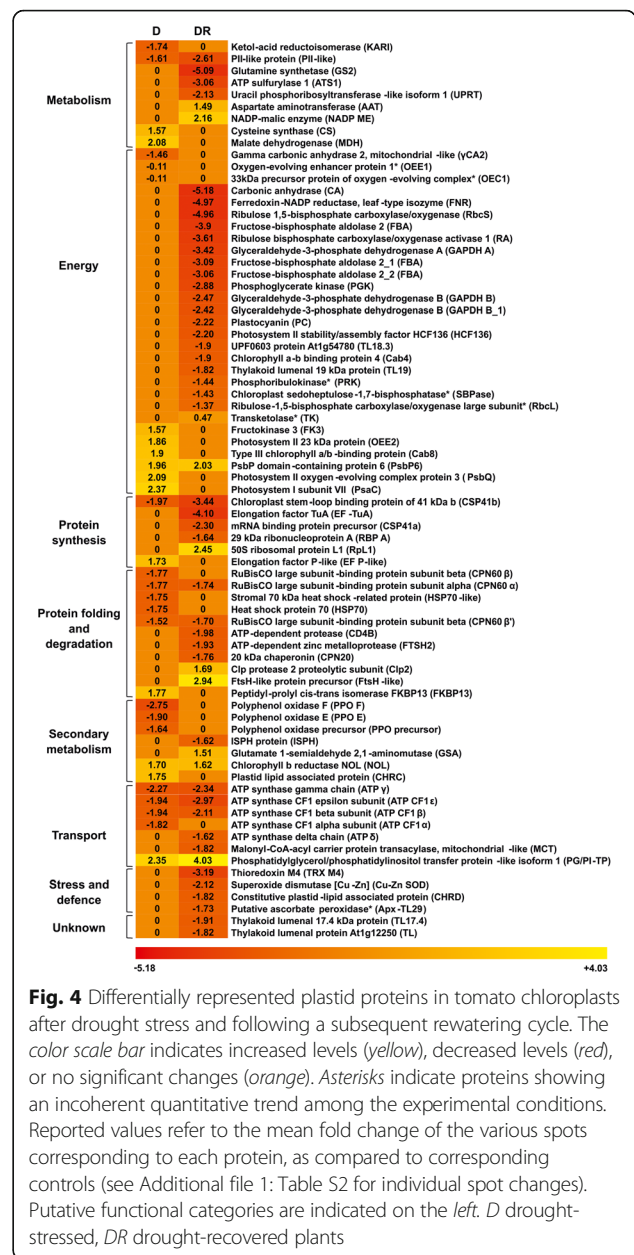 D DR
Metabolism
-1.74 0 Ketol-acid reductoisomerase (KARI)
-1.61 -2.61 PII-like protein (PII-like)
0 -5.09 Glutamine synthetase (GS2)
0 -3.06 ATP sulfurylase 1 (ATS1)
0 -2.13 Uracil phosphoribosyltransferase -like isoform 1 (UPRT)
0 1.49 Aspartate aminotransferase (AAT)
0 2.16 NADP-malic enzyme (NADP ME)
1.57 0 Cysteine synthase (CS)
2.08 0 Malate dehydrogenase (MDH)
Energy
-1.46 0 Gamma carbonic anhydrase 2, mitochondrial -like (γCA2)
-0.11 0 Oxygen-evolving enhancer protein 1* (OEE1)
-0.11 0 33kDa precursor protein of oxygen -evolving complex* (OEC1)
0 -5.18 Carbonic anhydrase (CA)
0 -4.97 Ferredoxin-NADP reductase, leaf -type isozyme (FNR)
0 -4.96 Ribulose 1,5-bisphosphate carboxylase/oxygenase (RbcS)
0 -3.9 Fructose-bisphosphate aldolase 2 (FBA)
0 -3.61 Ribulose bisphosphate carboxylase/oxygenase activase 1 (RA)
0 -3.42 Glyceraldehyde-3-phosphate dehydrogenase A (GAPDH A)
0 -3.09 Fructose-bisphosphate aldolase 2_1 (FBA)
0 -3.06 Fructose-bisphosphate aldolase 2_2 (FBA)
0 -2.88 Phosphoglycerate kinase (PGK)
0 -2.47 Glyceraldehyde-3-phosphate dehydrogenase B (GAPDH B)
0 -2.42 Glyceraldehyde-3-phosphate dehydrogenase B (GAPDH B_1)
0 -2.22 Plastocyanin (PC)
0 -2.20 Photosystem II stability/assembly factor HCF136 (HCF136)
0 -1.9 UPF0603 protein At1g54780 (TL18.3)
0 -1.9 Chlorophyll a-b binding protein 4 (Cab4)
0 -1.82 Thylakoid lumenal 19 kDa protein (TL19)
0 -1.44 Phosphoribulokinase* (PRK)
0 -1.43 Chloroplast sedoheptulose-1,7-bisphosphatase* (SBPase)
0 -1.37 Ribulose-1,5-bisphosphate carboxylase/oxygenase large subunit* (RbcL)
0 0.47 Transketolase* (TK)
1.57 0 Fructokinase 3 (FK3)
1.86 0 Photosystem II 23 kDa protein (OEE2)
1.9 0 Type III chlorophyll a/b -binding protein (Cab8)
1.96 2.03 PsbP domain-containing protein 6 (PsbP6)
2.09 0 Photosystem II oxygen-evolving complex protein 3 ( PsbQ)
2.37 0 Photosystem I subunit VII (PsaC)
Protein synthesis
-1.97 -3.44 Chloroplast stem-loop binding protein of 41 kDa b (CSP41b)
0 -4.10 Elongation factor TuA (EF -TuA)
0 -2.30 mRNA binding protein precursor (CSP41a)
0 -1.64 29 kDa ribonucleoprotein A (RBP A)
0 2.45 50S ribosomal protein L1 (RpL1)
1.73 0 Elongation factor P-like (EF P-like)
Protein folding and degradation
-1.77 0 RuBisCO large subunit -binding protein subunit beta (CPN60 β)
-1.77 -1.74 RuBisCO large subunit-binding protein subunit alpha (CPN60 α)
-1.75 0 Stromal 70 kDa heat shock -related protein (HSP70 -like)
-1.75 0 Heat shock protein 70 (HSP70)
-1.52 -1.70 RuBisCO large subunit-binding protein subunit beta (CPN60 β')
0 -1.98 ATP-dependent protease (CD4B)
0 -1.93 ATP-dependent zinc metalloprotease (FTSH2)
0 -1.76 20 kDa chaperonin (CPN20)
0 1.69 Clp protease 2 proteolytic subunit (Clp2)
0 2.94 FtsH-like protein precursor (FtsH -like)
1.77 0 Peptidyl-prolyl cis-trans isomerase FKBP13 (FKBP13)
Secondary metabolism
-2.75 0 Polyphenol oxidase F (PPO F)
-1.90 0 Polyphenol oxidase E (PPO E)
-1.64 0 Polyphenol oxidase precursor (PPO precursor)
0 -1.62 ISPH protein (ISPH)
0 1.51 Glutamate 1-semialdehyde 2,1-aminomutase (GSA)
1.70 1.62 Chlorophyll b reductase NOL (NOL)
1.75 0 Plastid lipid associated protein (CHRC)
Transport
-2.27 -2.34 ATP synthase gamma chain (ATP γ)
-1.94 -2.97 ATP synthase CF1 epsilon subunit (ATP CF1 ε)
-1.94 -2.11 ATP synthase CF1 beta subunit (ATP CF1 β)
-1.82 0 ATP synthase CF1 alpha subunit (ATP CF1 α)
0 -1.62 ATP synthase delta chain (ATP δ)
0 -1.82 Malonyl-CoA-acyl carrier protein transacylase, mitochondrial -like (MCT)
2.35 4.03 Phosphatidylglycerol/phosphatidylinositol transfer protein -like isoform 1 (PG/PI-TP)
Stress and defence
0 -3.19 Thioredoxin M4 (TRX M4)
0 -2.12 Superoxide dismutase [Cu -Zn] (Cu-Zn SOD)
0 -1.82 Constitutive plastid -lipid associated protein (CHRD)
0 -1.73 Putative ascorbate peroxidase* (Apx -TL29)
Unknown
0 -1.91 Thylakoid lumenal 17.4 kDa protein (TL17.4)
0 -1.82 Thylakoid lumenal protein At1g12250 (TL)
-5.18 +4.03
Fig. 4 Differentially represented plastid proteins in tomato chloroplasts
after drought stress and following a subsequent rewatering cycle. The
color scale bar indicates increased levels (yellow), decreased levels (red),
or no significant changes (orange). Asterisks indicate proteins showing
an incoherent quantitative trend among the experimental conditions.
Reported values refer to the mean fold change of the various spots
corresponding to each protein, as compared to corresponding
controls (see Additional file 1: Table S2 for individual spot changes).
Putative functional categories are indicated on the left. D drought-
stressed, DR drought-recovered plants